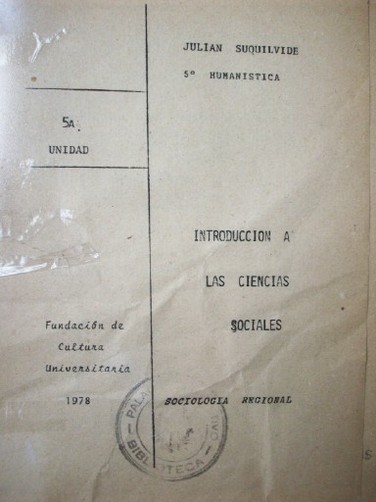 JULIAN SUQUILVIDE
5º HUMANISTICA
5A.
UNIDAD
INTRODUCCION A
LAS CIENCIAS
SOCIALES
Fundación de
Cultura
Universitaria
1978
SOCIOLOGIA REGIONAL
BIBLIOTECA